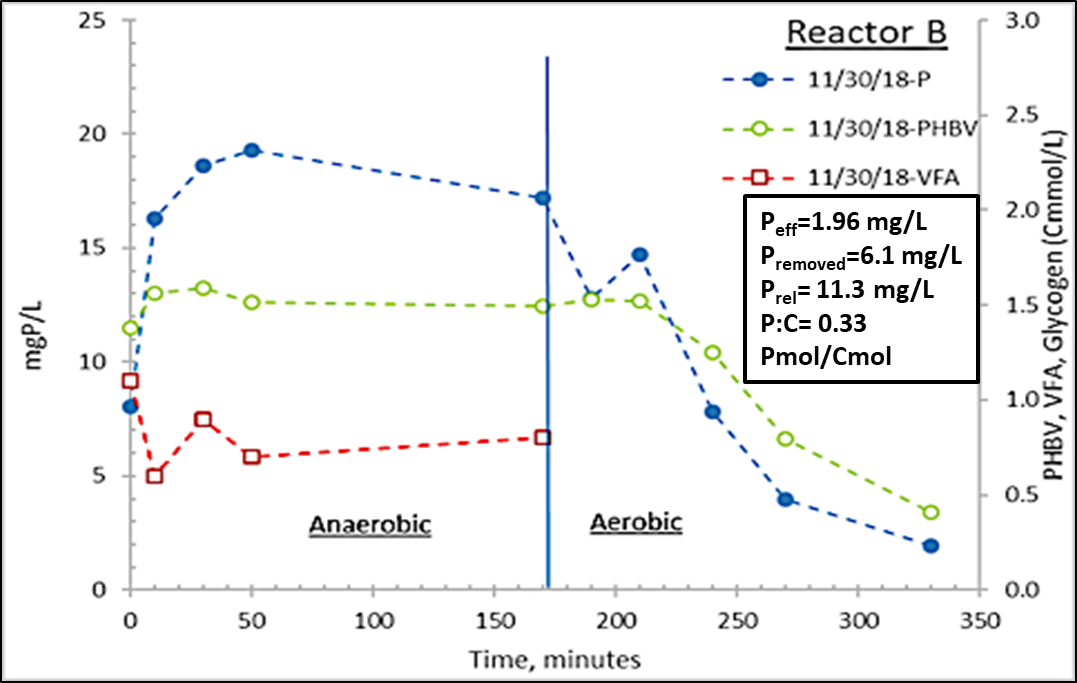 Reactor B
11/30/18-P
11/30/18-PHBV
11/30/18-VFA
Peff=1.96 mg/L
Premoved=6.1 mg/L
Prel= 11.3 mg/L
P:C= 0.33
Pmol/Cmol
25
20
15
10
5
0
mgP/L
3.0
2.5
2.0
1.5
1.0
0.5
0.0
PHBV, VFA, Glycogen (Cmmol/L)
Anaerobic
Aerobic
0 50 100 150 200 250 300 350
Time, minutes